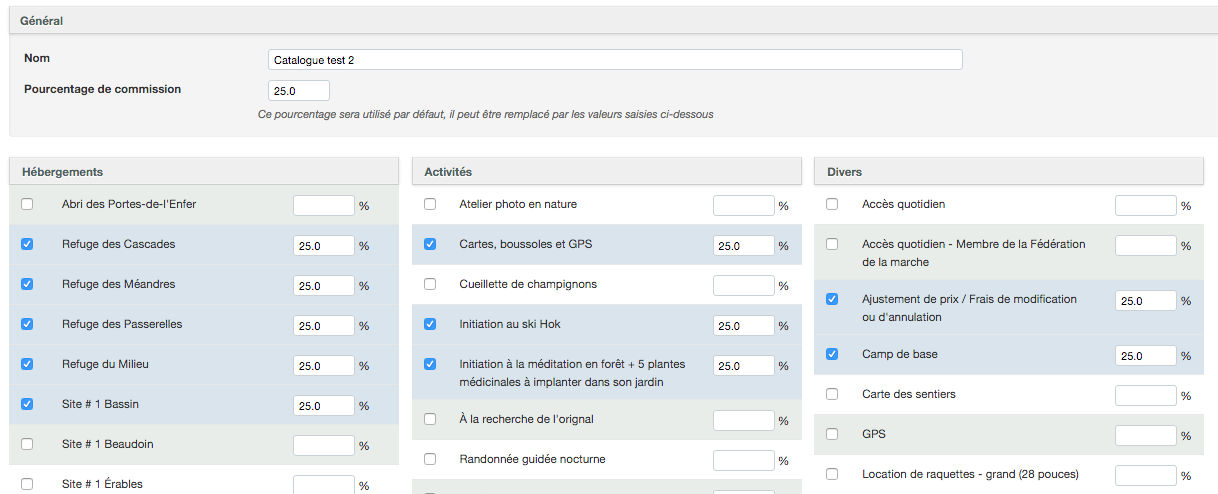 Général
Nom
Catalogue test 2
Pourcentage de commission
25.0
Ce pourcentage sera utilisé par défaut, il peut être remplacé par les valeurs saisies ci-dessous
Hébergements
Abri des Portes-de-l'Enfer %
Refuge des Cascades 25.0 %
Refuge des Méandres 25.0 %
Refuge des Passerelles 25.0 %
Refuge du Milieu 25.0 %
Site # 1 Bassin 25.0 %
Site # 1 Beaudoin %
Site # 1 Érables %
Activités
Atelier photo en nature %
Cartes, boussoles et GPS 25.0 %
Cueillette de champignons %
Initiation au ski Hok 25.0 %
Initiation à la méditation en forêt + 5 plantes 25.0 %
médicinales à implanter dans son jardin
À la recherche de l'orignal %
Randonnée guidée nocturne %
Divers
Accès quotidien %
Accès quotidien - Membre de la Fédération %
de la marche
Ajustement de prix / Frais de modification 25.0 %
ou d'annulation
Camp de base 25.0 %
Carte des sentiers %
GPS %
Location de raquettes - grand (28 pouces) %